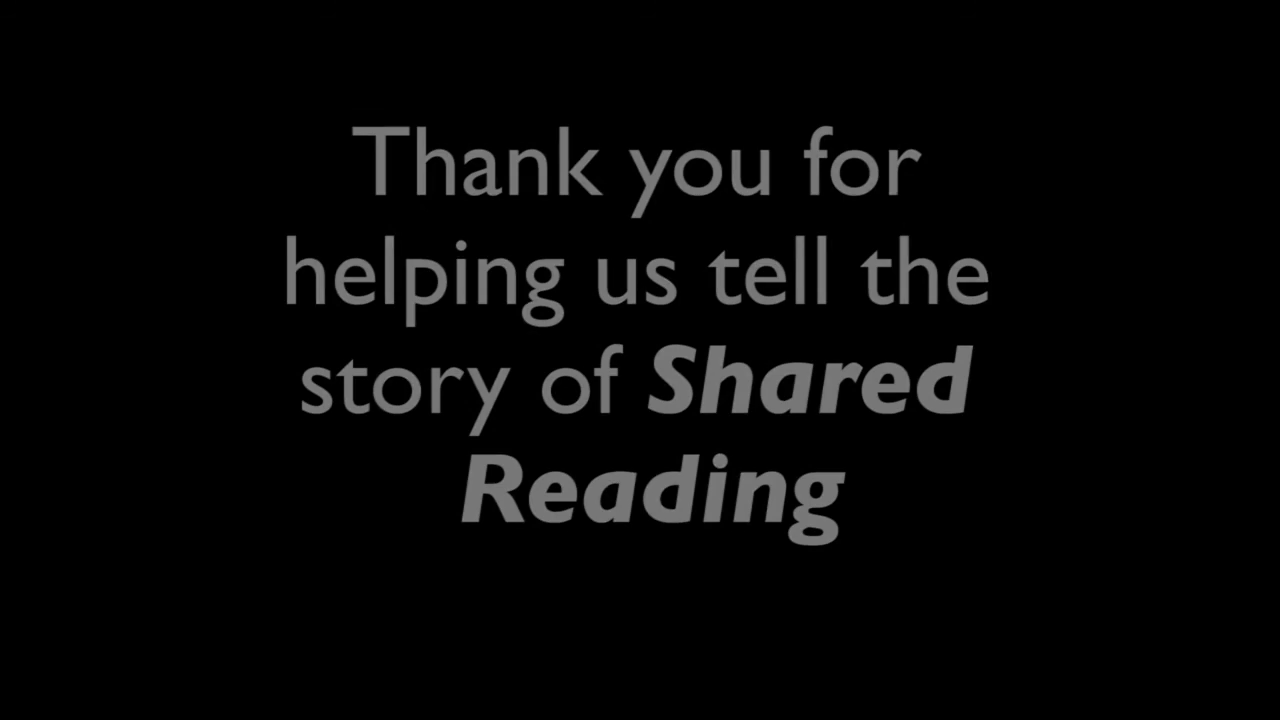 Thank you for
helping us tell the
story of Shared
Reading